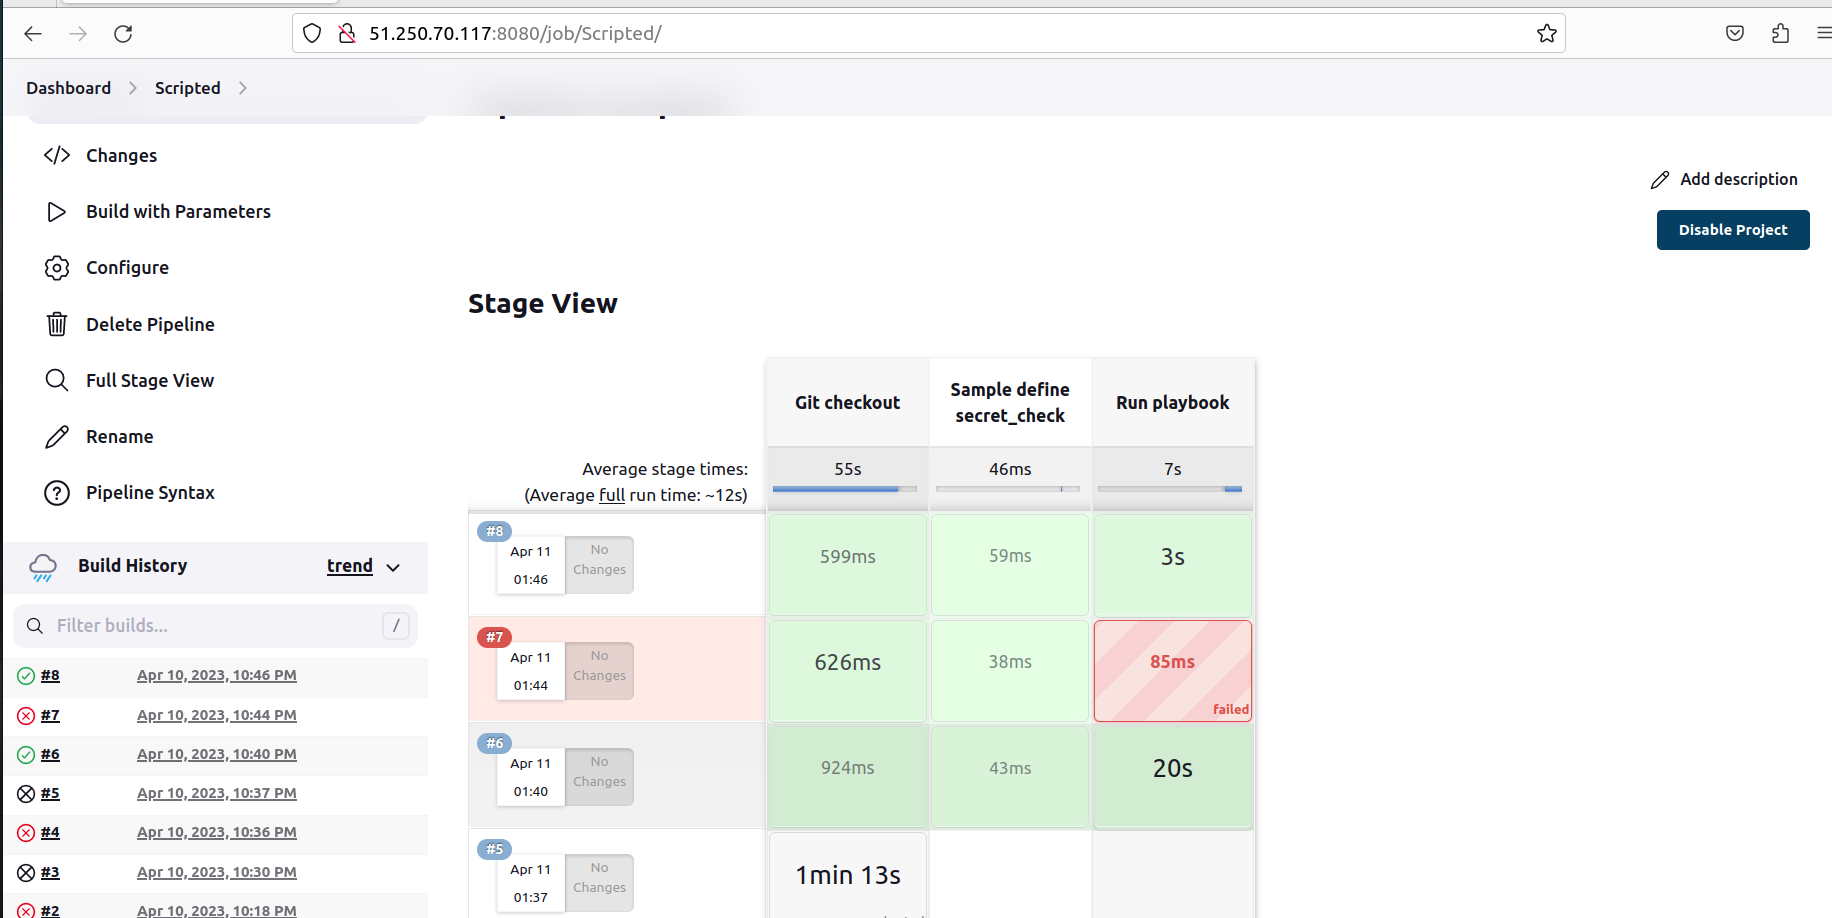 51.250.70.117:8080/job/Scripted/
Dashboard
Scripted
Changes
Build with Parameters
Configure
Delete Pipeline
Full Stage View
Rename
Pipeline Syntax
Build History
trend
Filter builds...
/
#8 Apr 10, 2023, 10:46 PM
#7 Apr 10, 2023, 10:44 PM
#6 Apr 10, 2023, 10:40 PM
#5 Apr 10, 2023, 10:37 PM
#4 Apr 10, 2023, 10:36 PM
#3 Apr 10, 2023, 10:30 PM
#2 Apr 10, 2023, 10:18 PM
Add description
Disable Project
Stage View
Git checkout
Sample define
secret_check
Run playbook
Average stage times:
(Average full run time: ~12s)
55s
46ms
7s
#8
Apr 11
01:46
No
Changes
599ms
59ms
3s
#7
Apr 11
01:44
No
Changes
626ms
38ms
85ms
failed
#6
Apr 11
01:40
No
Changes
924ms
43ms
20s
#5
Apr 11
01:37
No
Changes
1min 13s